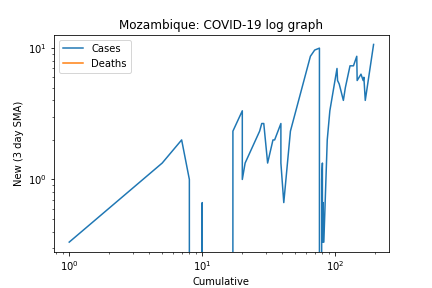 Mozambique: COVID-19 log graph
Cases
Deaths
New (3 day SMA)
10¹
10⁰
10⁰ 10¹ 10²
Cumulative